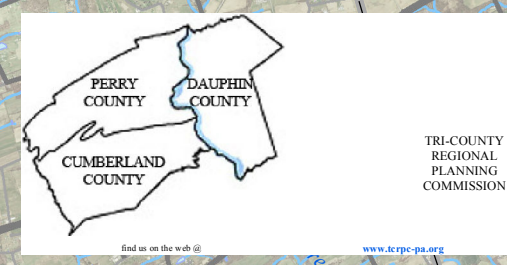 PERRY
COUNTY
DAUPHIN
COUNTY
CUMBERLAND
COUNTY
TRI-COUNTY
REGIONAL
PLANNING
COMMISSION
find us on the web @
www.tcrpc-pa.org